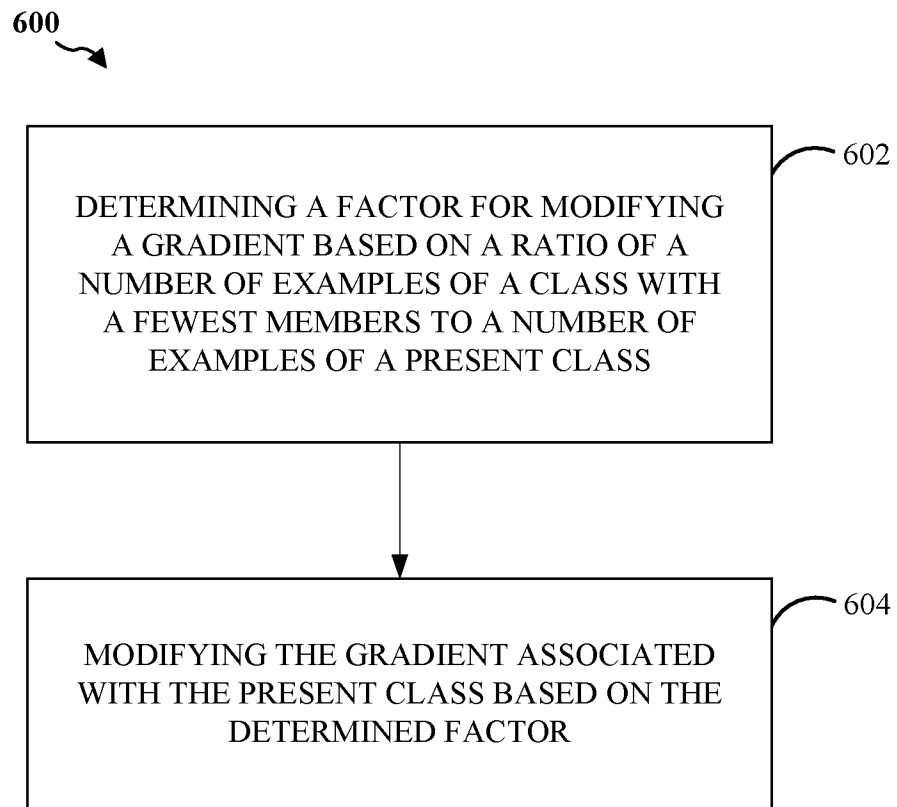 600
602
DETERMINING A FACTOR FOR MODIFYING
A GRADIENT BASED ON A RATIO OF A
NUMBER OF EXAMPLES OF A CLASS WITH
A FEWEST MEMBERS TO A NUMBER OF
EXAMPLES OF A PRESENT CLASS
604
MODIFYING THE GRADIENT ASSOCIATED
WITH THE PRESENT CLASS BASED ON THE
DETERMINED FACTOR